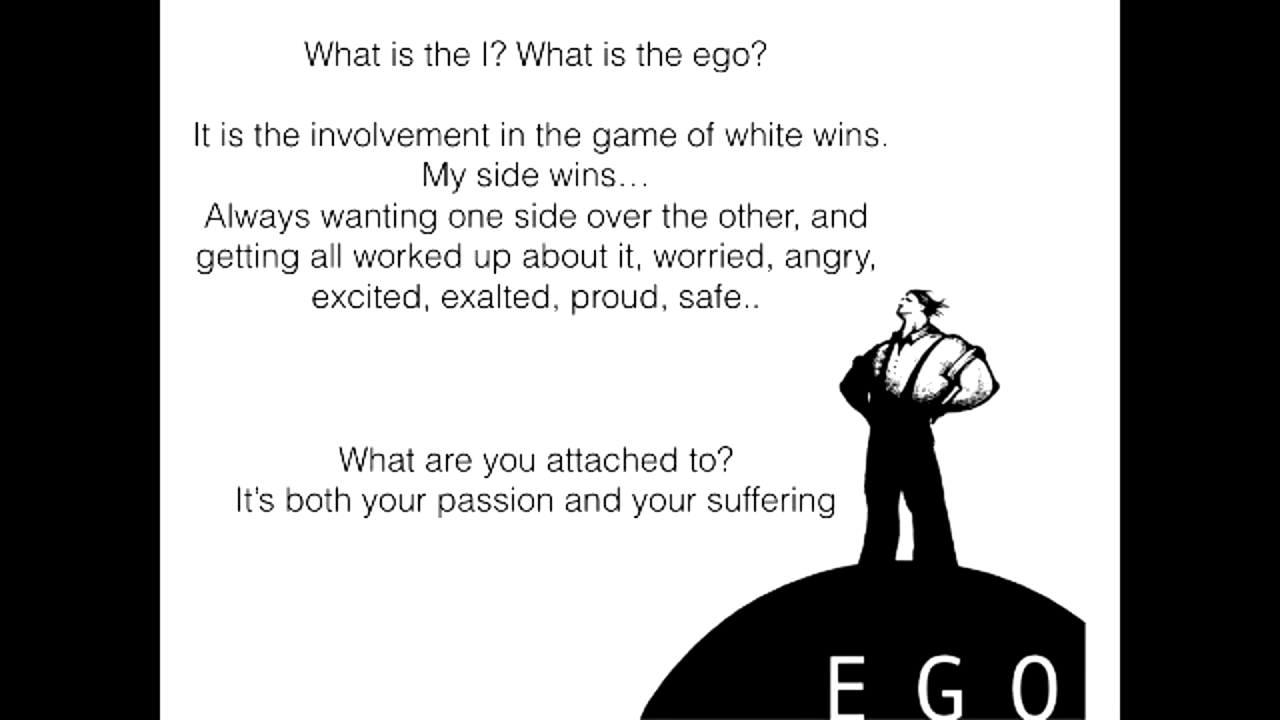 What is the I? What is the ego?
It is the involvement in the game of white wins.
My side wins...
Always wanting one side over the other, and
getting all worked up about it, worried, angry,
excited, exalted, proud, safe..
What are you attached to?
It's both your passion and your suffering
EGO